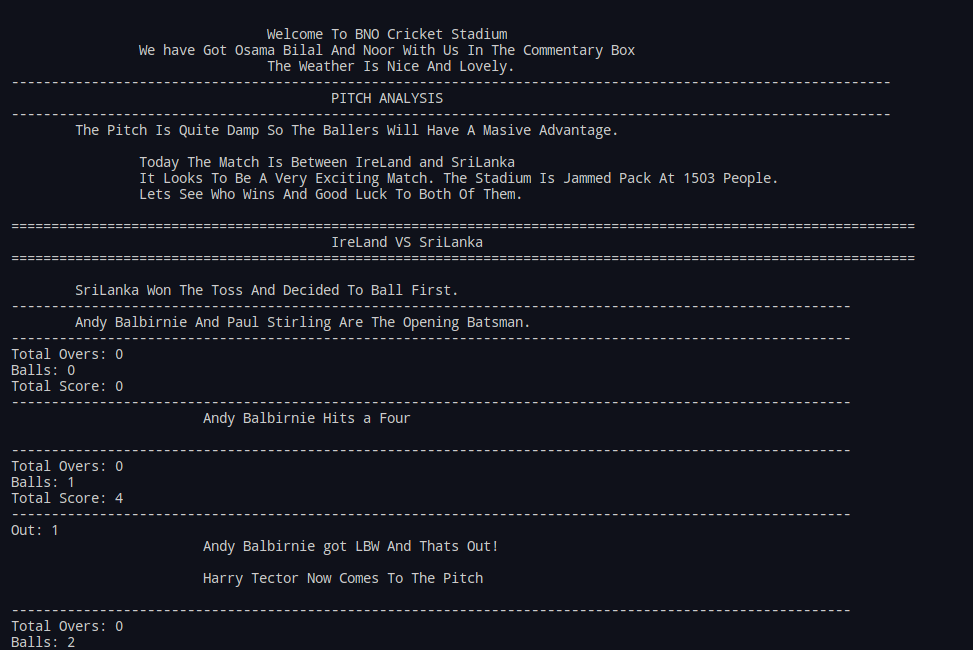 Welcome To BNO Cricket Stadium
We have Got Osama Bilal And Noor With Us In The Commentary Box
The Weather Is Nice And Lovely.
--------------------------------------------------------------------------------------------------------------
PITCH ANALYSIS
--------------------------------------------------------------------------------------------------------------
The Pitch Is Quite Damp So The Ballers Will Have A Masive Advantage.
Today The Match Is Between IreLand and SriLanka
It Looks To Be A Very Exciting Match. The Stadium Is Jammed Pack At 1503 People.
Lets See Who Wins And Good Luck To Both Of Them.
=================================================================================================================
IreLand VS SriLanka
=================================================================================================================
SriLanka Won The Toss And Decided To Ball First.
---------------------------------------------------------------------------------------------------------
Andy Balbirnie And Paul Stirling Are The Opening Batsman.
---------------------------------------------------------------------------------------------------------
Total Overs: 0
Balls: 0
Total Score: 0
---------------------------------------------------------------------------------------------------------
Andy Balbirnie Hits a Four
---------------------------------------------------------------------------------------------------------
Total Overs: 0
Balls: 1
Total Score: 4
---------------------------------------------------------------------------------------------------------
Out: 1
Andy Balbirnie got LBW And Thats Out!
Harry Tector Now Comes To The Pitch
---------------------------------------------------------------------------------------------------------
Total Overs: 0
Balls: 2